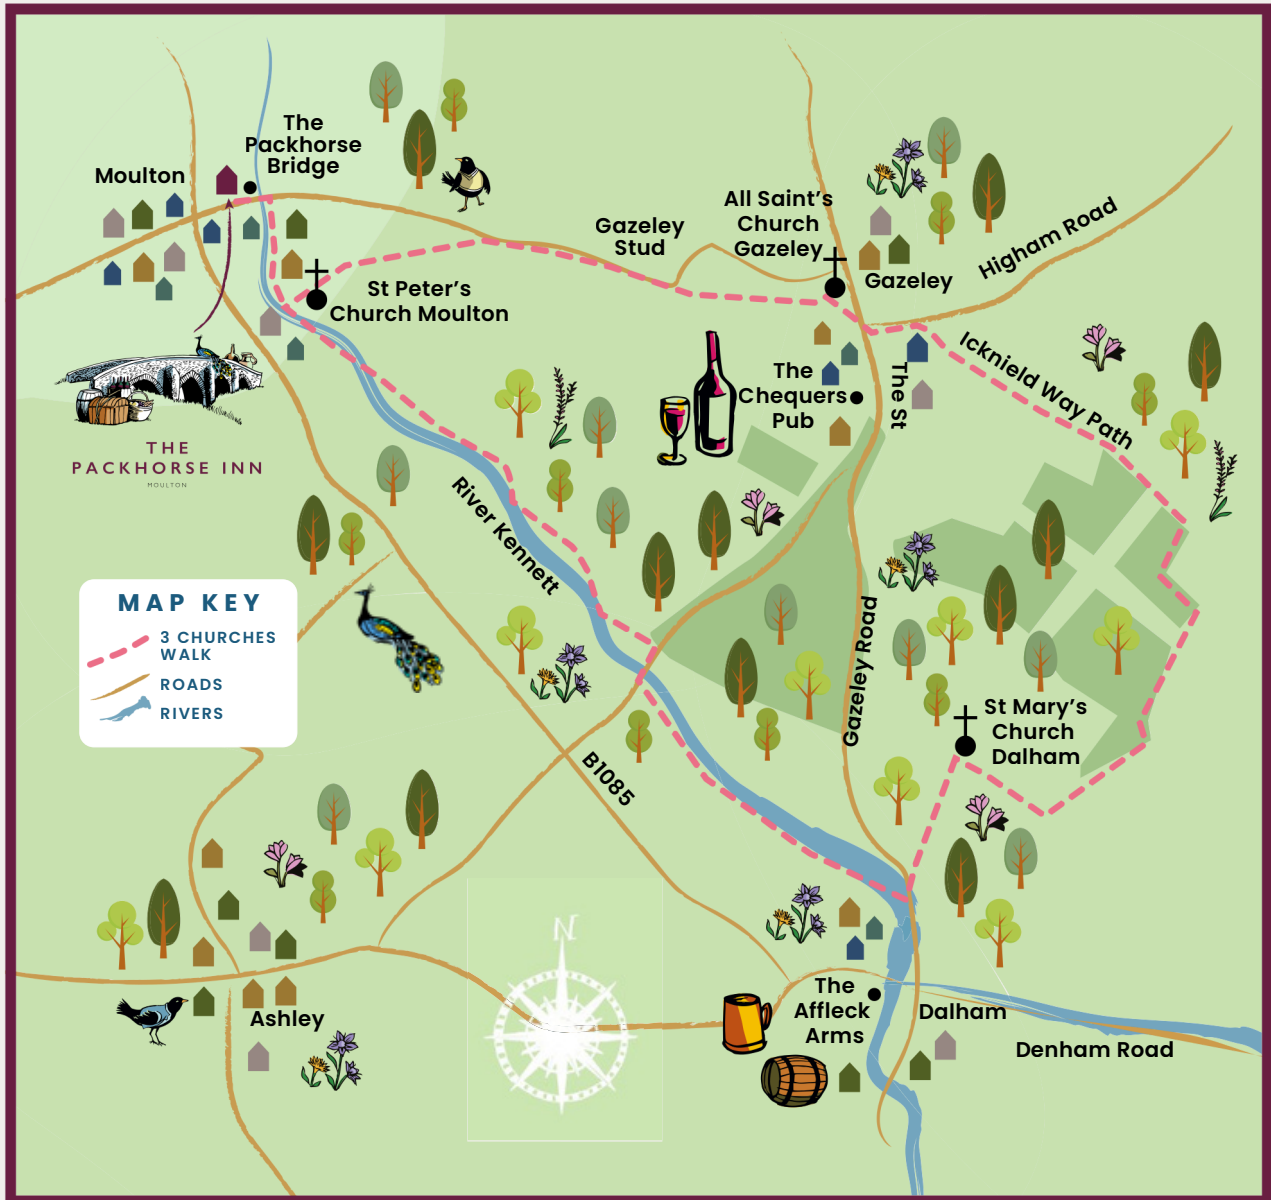 The
Packhorse
Bridge
Moulton
All Saint's
Church
Gazeley
Gazeley
Stud
Higham Road
Gazeley
St Peter's
Church Moulton
Icknield Way Path
The
Chequers
Pub
The St
THE
PACKHORSE INN
MOULTON
River Kennett
MAP KEY
3 CHURCHES
WALK
ROADS
RIVERS
Gazeley Road
St Mary's
Church
Dalham
B1085
N
The
Affleck
Arms
Dalham
Ashley
Denham Road